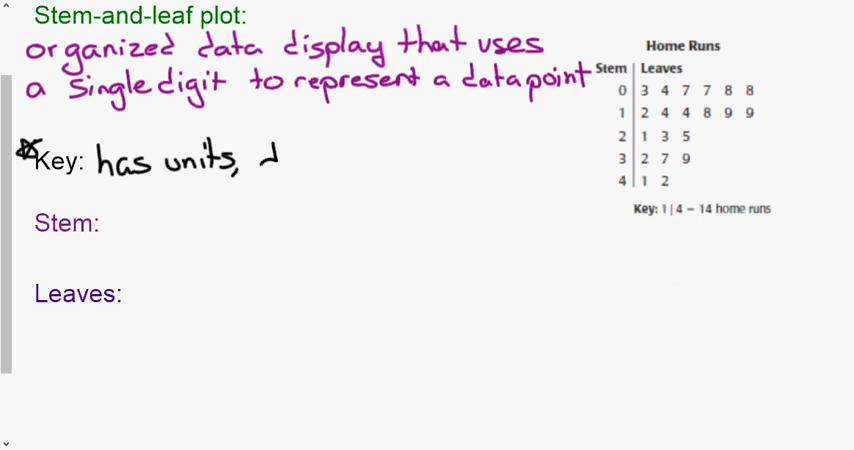 Stem-and-leaf plot:
organized data display that uses
a single digit to represent a data point
Key: has units,
Stem:
Leaves:
Home Runs
Stem | Leaves
0 | 3 4 7 7 8 8
1 | 2 4 4 8 9 9
2 | 1 3 5
3 | 2 7 9
4 | 1 2
Key: 1 | 4 – 14 home runs